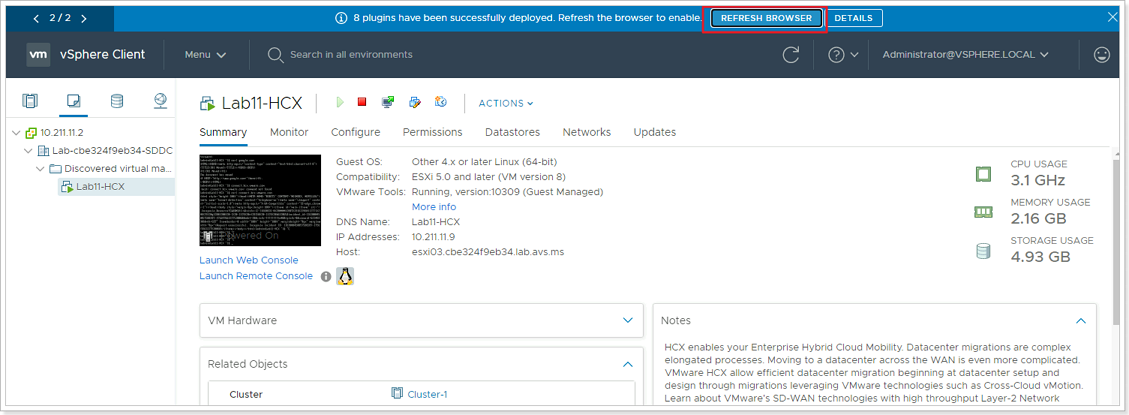 2 / 2
8 plugins have been successfully deployed. Refresh the browser to enable.
REFRESH BROWSER
DETAILS
vm
vSphere Client
Menu
Search in all environments
Administrator@VSPHERE.LOCAL
10.211.11.2
Lab-cbe324f9eb34-SDDC
Discovered virtual ma...
Lab11-HCX
Lab11-HCX
ACTIONS
Summary
Monitor
Configure
Permissions
Datastores
Networks
Updates
Powered On
Launch Web Console
Launch Remote Console
Guest OS: Other 4.x or later Linux (64-bit)
Compatibility: ESXi 5.0 and later (VM version 8)
VMware Tools: Running, version:10309 (Guest Managed)
More info
DNS Name: Lab11-HCX
IP Addresses: 10.211.11.9
Host: esxi03.cbe324f9eb34.lab.avs.ms
CPU USAGE
3.1 GHz
MEMORY USAGE
2.16 GB
STORAGE USAGE
4.93 GB
VM Hardware
Related Objects
Cluster
Cluster-1
Notes
HCX enables your Enterprise Hybrid Cloud Mobility. Datacenter migrations are complex
elongated processes. Moving to a datacenter across the WAN is even more complicated.
VMware HCX allow efficient datacenter migration beginning at datacenter setup and
design through migrations leveraging VMware technologies such as Cross-Cloud vMotion.
Learn about VMware's SD-WAN technologies with high throughput Layer-2 Network